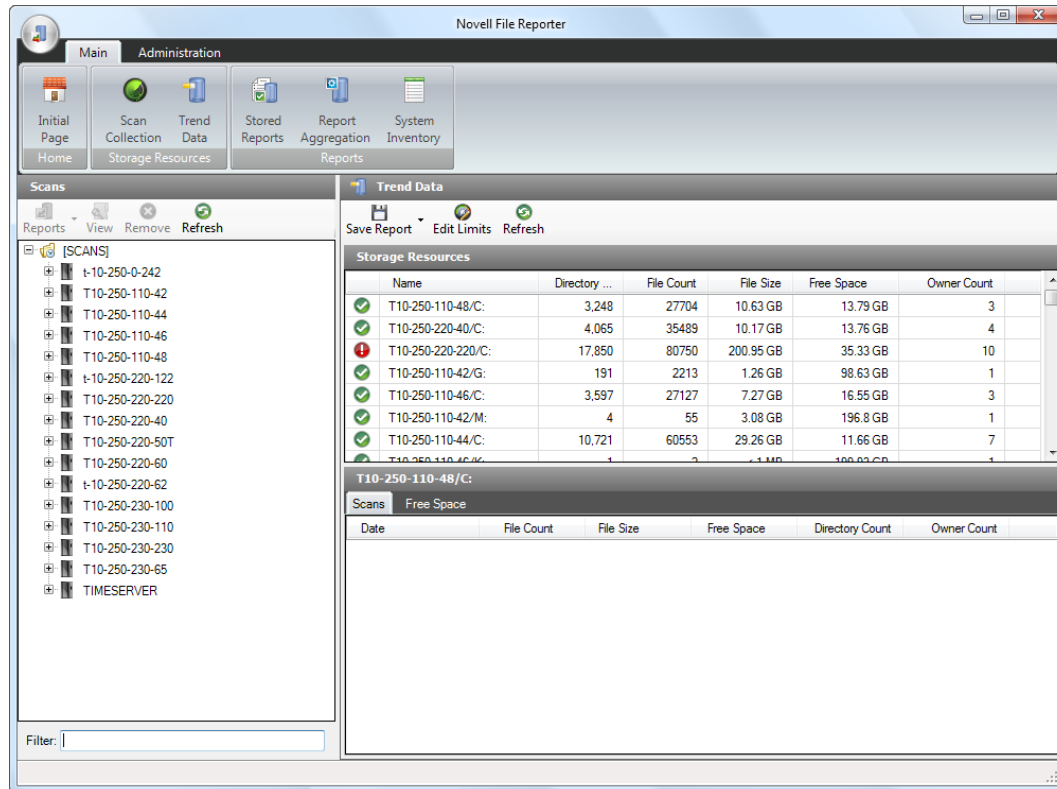 Novell File Reporter
Main Administration
Initial Page
Scan Collection
Trend Data
Stored Reports
Report Aggregation
System Inventory
Home
Storage Resources
Reports
Scans
Reports View Remove Refresh
[SCANS]
t-10-250-0-242
T10-250-110-42
T10-250-110-44
T10-250-110-46
T10-250-110-48
t-10-250-220-122
T10-250-220-220
T10-250-220-40
T10-250-220-50T
T10-250-220-60
t-10-250-220-62
T10-250-230-100
T10-250-230-110
T10-250-230-230
T10-250-230-65
TIMESERVER
Filter:
Trend Data
Save Report Edit Limits Refresh
Storage Resources
Name Directory ... File Count File Size Free Space Owner Count
T10-250-110-48/C: 3,248 27704 10.63 GB 13.79 GB 3
T10-250-220-40/C: 4,065 35489 10.17 GB 13.76 GB 4
T10-250-220-220/C: 17,850 80750 200.95 GB 35.33 GB 10
T10-250-110-42/G: 191 2213 1.26 GB 98.63 GB 1
T10-250-110-46/C: 3,597 27127 7.27 GB 16.55 GB 3
T10-250-110-42/M: 4 55 3.08 GB 196.8 GB 1
T10-250-110-44/C: 10,721 60553 29.26 GB 11.66 GB 7
T10-250-110-48/C:
Scans Free Space
Date File Count File Size Free Space Directory Count Owner Count